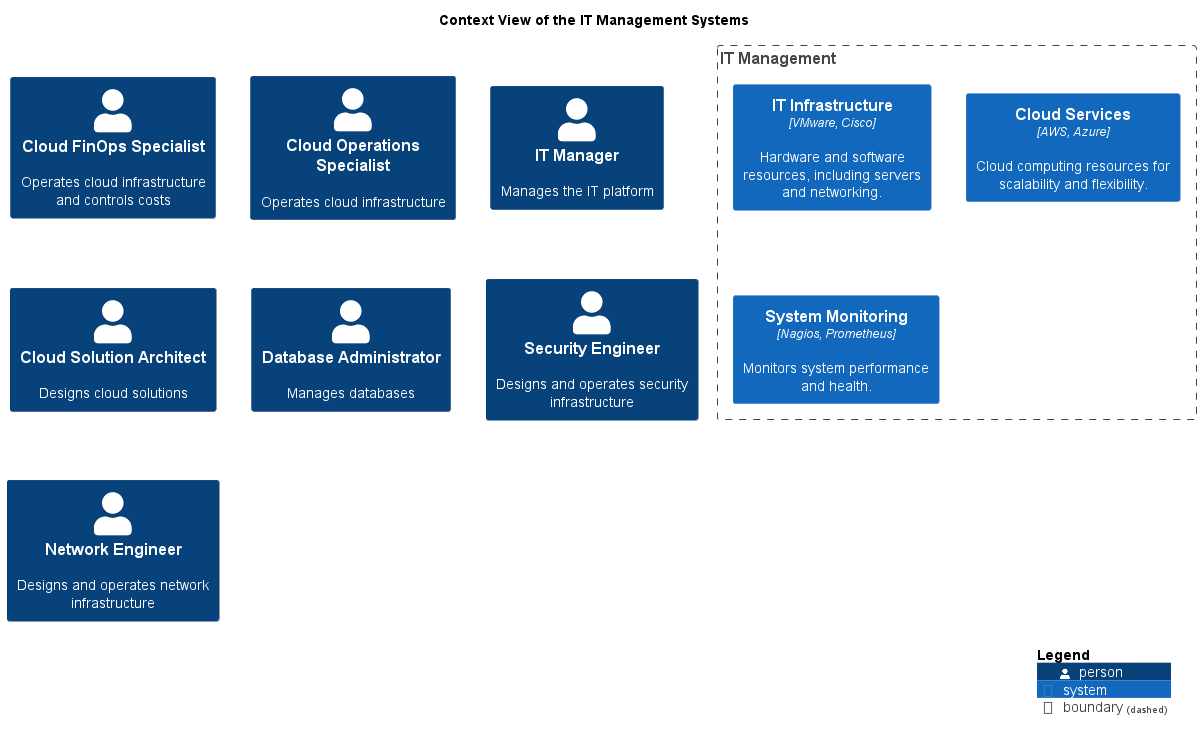 Context View of the IT Management Systems
Cloud FinOps Specialist
Operates cloud infrastructure
and controls costs
Cloud Operations
Specialist
Operates cloud infrastructure
IT Manager
Manages the IT platform
IT Management
IT Infrastructure
[VMware, Cisco]
Hardware and software
resources, including servers
and networking.
Cloud Services
[AWS, Azure]
Cloud computing resources for
scalability and flexibility.
Cloud Solution Architect
Designs cloud solutions
Database Administrator
Manages databases
Security Engineer
Designs and operates security
infrastructure
System Monitoring
[Nagios, Prometheus]
Monitors system performance
and health.
Network Engineer
Designs and operates network
infrastructure
Legend
person
system
boundary (dashed)